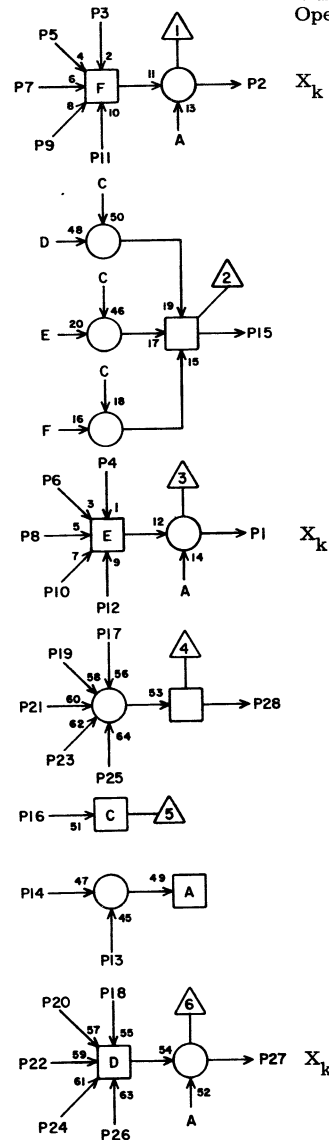 Ope
P3
1
P5
4
2
P7
6
F
11
P2
X_k
8
10
13
P9
P11
A
C
50
D
48
2
C
46
19
E
20
17
P15
15
C
18
F
16
P4
P6
3
3
1
P8
5
E
12
P1
X_k
7
9
14
P10
P12
A
P17
P19
4
58
56
P21
60
53
P28
62
64
P23
P25
P16
C
5
51
P14
47
49
A
45
P13
P18
P20
6
57
55
P22
59
D
54
P27
X_k
61
63
52
P24
A
P26